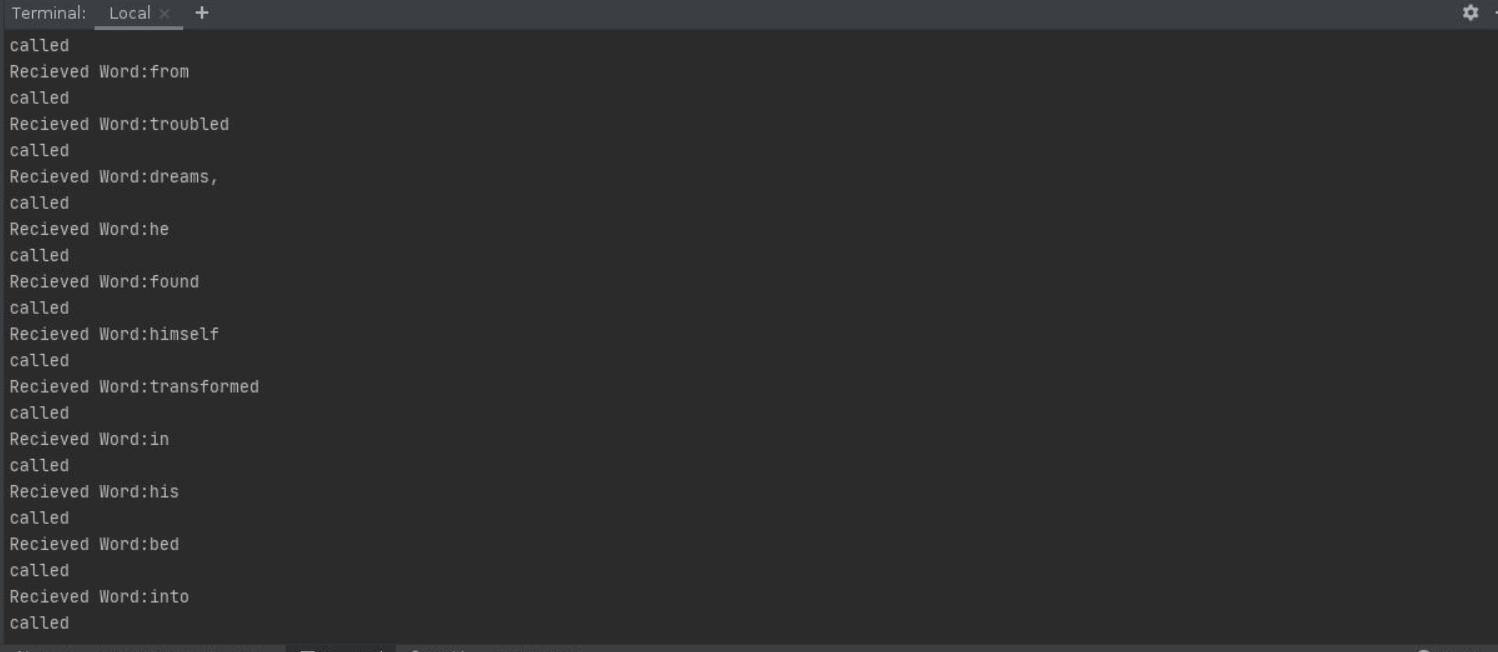 Terminal: Local × +
called
Recieved Word:from
called
Recieved Word:troubled
called
Recieved Word:dreams,
called
Recieved Word:he
called
Recieved Word:found
called
Recieved Word:himself
called
Recieved Word:transformed
called
Recieved Word:in
called
Recieved Word:his
called
Recieved Word:bed
called
Recieved Word:into
called